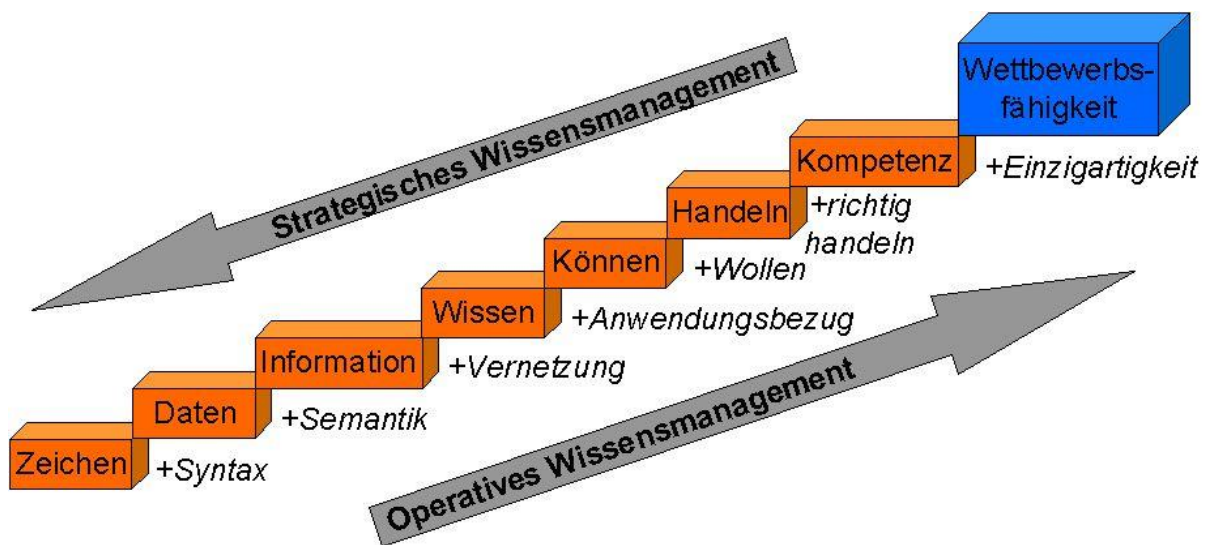 Strategisches Wissensmanagement
Wettbewerbs-
fähigkeit
Kompetenz
+Einzigartigkeit
Handeln
+richtig
handeln
Können
+Wollen
Wissen
+Anwendungsbezug
Information
+Vernetzung
Daten
+Semantik
Zeichen
+Syntax
Operatives Wissensmanagement